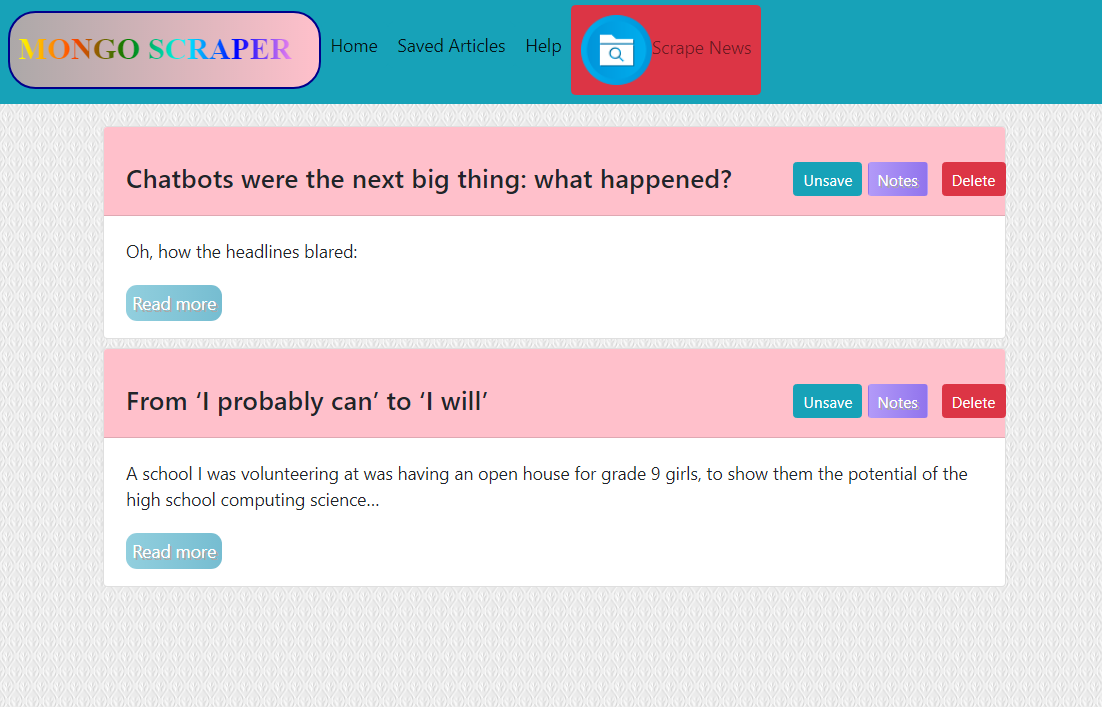 MONGO SCRAPER Home Saved Articles Help Scrape News
Chatbots were the next big thing: what happened? Unsave Notes Delete
Oh, how the headlines blared:
Read more
From ‘I probably can’ to ‘I will’ Unsave Notes Delete
A school I was volunteering at was having an open house for grade 9 girls, to show them the potential of the
high school computing science…
Read more